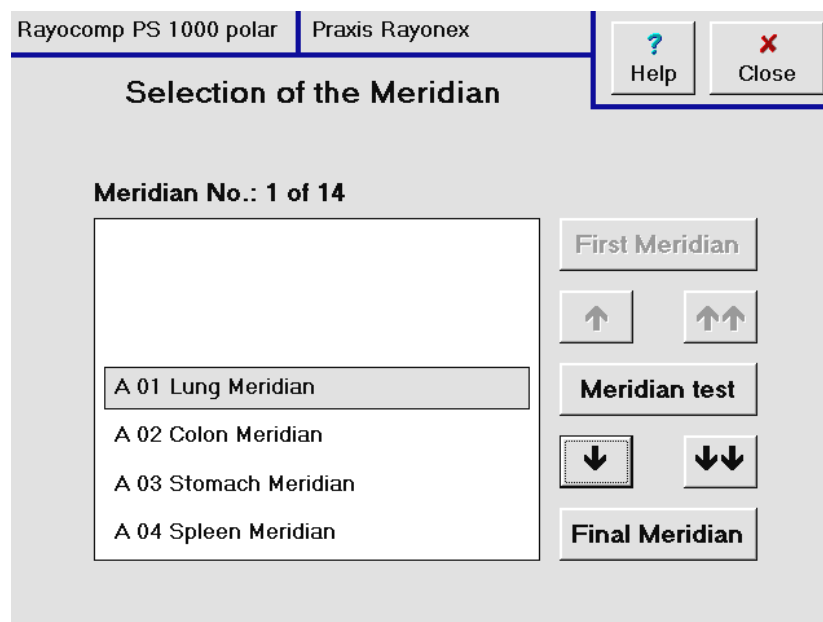 Rayocomp PS 1000 polar
Praxis Rayonex
? Help
X Close
Selection of the Meridian
Meridian No.: 1 of 14
First Meridian
A 01 Lung Meridian
Meridian test
A 02 Colon Meridian
A 03 Stomach Meridian
A 04 Spleen Meridian
Final Meridian